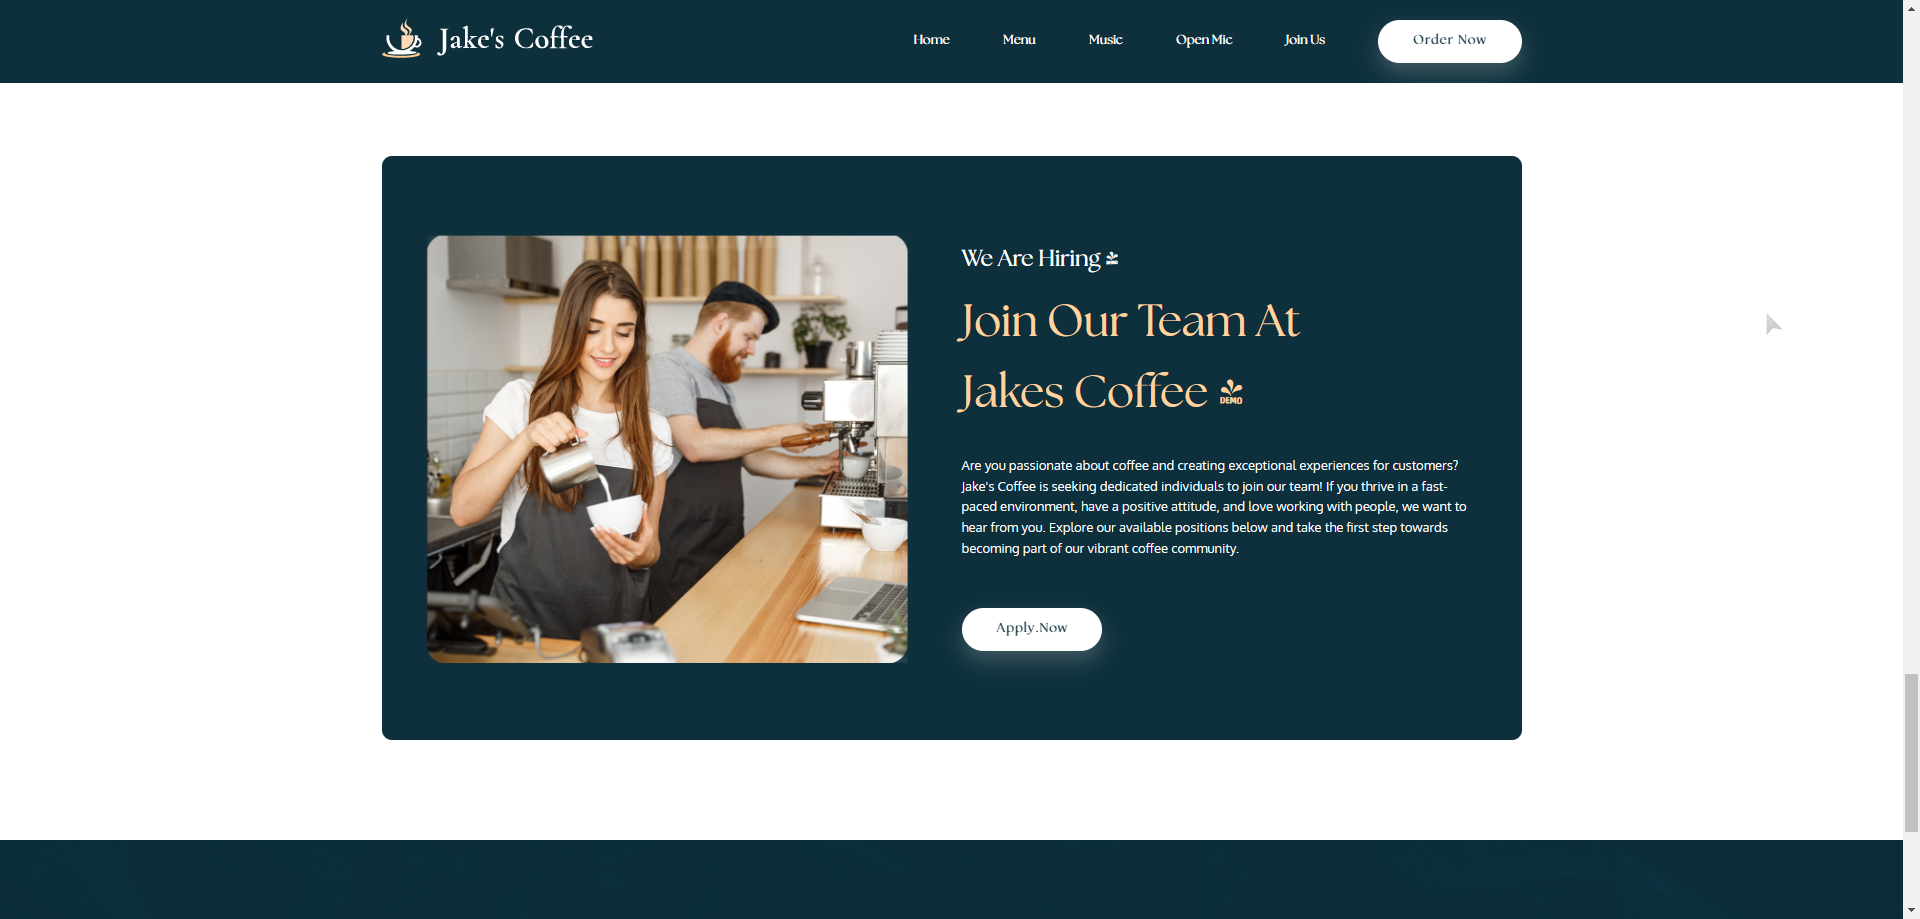 Jake's Coffee
Home
Menu
Music
Open Mic
Join Us
Order Now
We Are Hiring DEMO
Join Our Team At
Jakes Coffee DEMO
Are you passionate about coffee and creating exceptional experiences for customers?
Jake's Coffee is seeking dedicated individuals to join our team! If you thrive in a fast-
paced environment, have a positive attitude, and love working with people, we want to
hear from you. Explore our available positions below and take the first step towards
becoming part of our vibrant coffee community.
Apply.Now